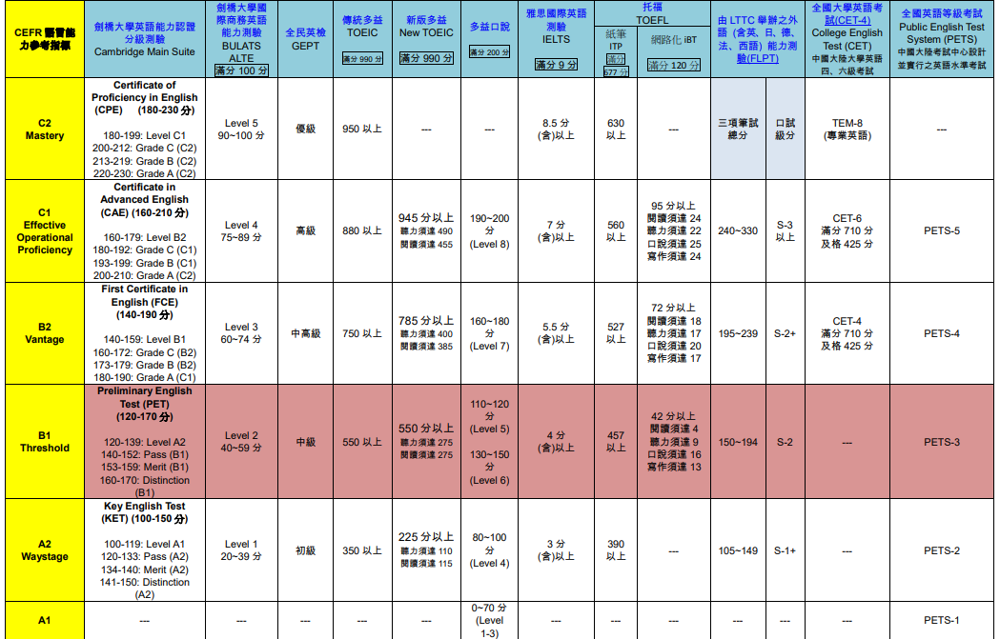 CEFR 語言能
力參考指標
劍橋大學英語能力認證
分級測驗
Cambridge Main Suite
劍橋大學國
際商務英語
能力測驗
BULATS
ALTE
滿分 100 分
全民英檢
GEPT
傳統多益
TOEIC
滿分 990 分
新版多益
New TOEIC
滿分 990 分
多益口說
滿分 200 分
雅思國際英語
測驗
IELTS
滿分 9 分
托福
TOEFL
紙筆
ITP
滿分
677 分
網路化 iBT
滿分 120 分
由 LTTC 舉辦之外
語（含英、日、德、
法、西語）能力測
驗(FLPT)
全國大學英語考
試(CET-4)
College English
Test (CET)
中國大陸大學英語
四、六級考試
全國英語等級考試
Public English Test
System (PETS)
中國大陸考試中心設計
並實行之英語水準考試
C2
Mastery
Certificate of
Proficiency in English
(CPE) (180-230 分)
180-199: Level C1
200-212: Grade C (C2)
213-219: Grade B (C2)
220-230: Grade A (C2)
Level 5
90~100 分
優級
950 以上
---
---
8.5 分
(含)以上
630
以上
---
三項筆試
總分
口試
級分
TEM-8
(專業英語)
---
C1
Effective
Operational
Proficiency
Certificate in
Advanced English
(CAE) (160-210 分)
160-179: Level B2
180-192: Grade C (C1)
193-199: Grade B (C1)
200-210: Grade A (C2)
Level 4
75~89 分
高級
880 以上
945 分以上
聽力須達 490
閱讀須達 455
190~200
分
(Level 8)
7 分
(含)以上
560
以上
95 分以上
閱讀須達 24
聽力須達 22
口說須達 25
寫作須達 24
240~330
S-3
以上
CET-6
滿分 710 分
及格 425 分
PETS-5
B2
Vantage
First Certificate in
English (FCE)
(140-190 分)
140-159: Level B1
160-172: Grade C (B2)
173-179: Grade B (B2)
180-190: Grade A (C1)
Level 3
60~74 分
中高級
750 以上
785 分以上
聽力須達 400
閱讀須達 385
160~180
分
(Level 7)
5.5 分
(含)以上
527
以上
72 分以上
閱讀須達 18
聽力須達 17
口說須達 20
寫作須達 17
195~239
S-2+
CET-4
滿分 710 分
及格 425 分
PETS-4
B1
Threshold
Preliminary English
Test (PET)
(120-170 分)
120-139: Level A2
140-152: Pass (B1)
153-159: Merit (B1)
160-170: Distinction
(B1)
Level 2
40~59 分
中級
550 以上
550 分以上
聽力須達 275
閱讀須達 275
110~120
分
(Level 5)
130~150
分
(Level 6)
4 分
(含)以上
457
以上
42 分以上
閱讀須達 4
聽力須達 9
口說須達 16
寫作須達 13
150~194
S-2
---
PETS-3
A2
Waystage
Key English Test
(KET) (100-150 分)
100-119: Level A1
120-133: Pass (A2)
134-140: Merit (A2)
141-150: Distinction
(A2)
Level 1
20~39 分
初級
350 以上
225 分以上
聽力須達 110
閱讀須達 115
80~100
分
(Level 4)
3 分
(含)以上
390
以上
---
105~149
S-1+
---
PETS-2
A1
---
---
---
---
---
0~70 分
(Level
1-3)
---
---
---
---
---
---
PETS-1